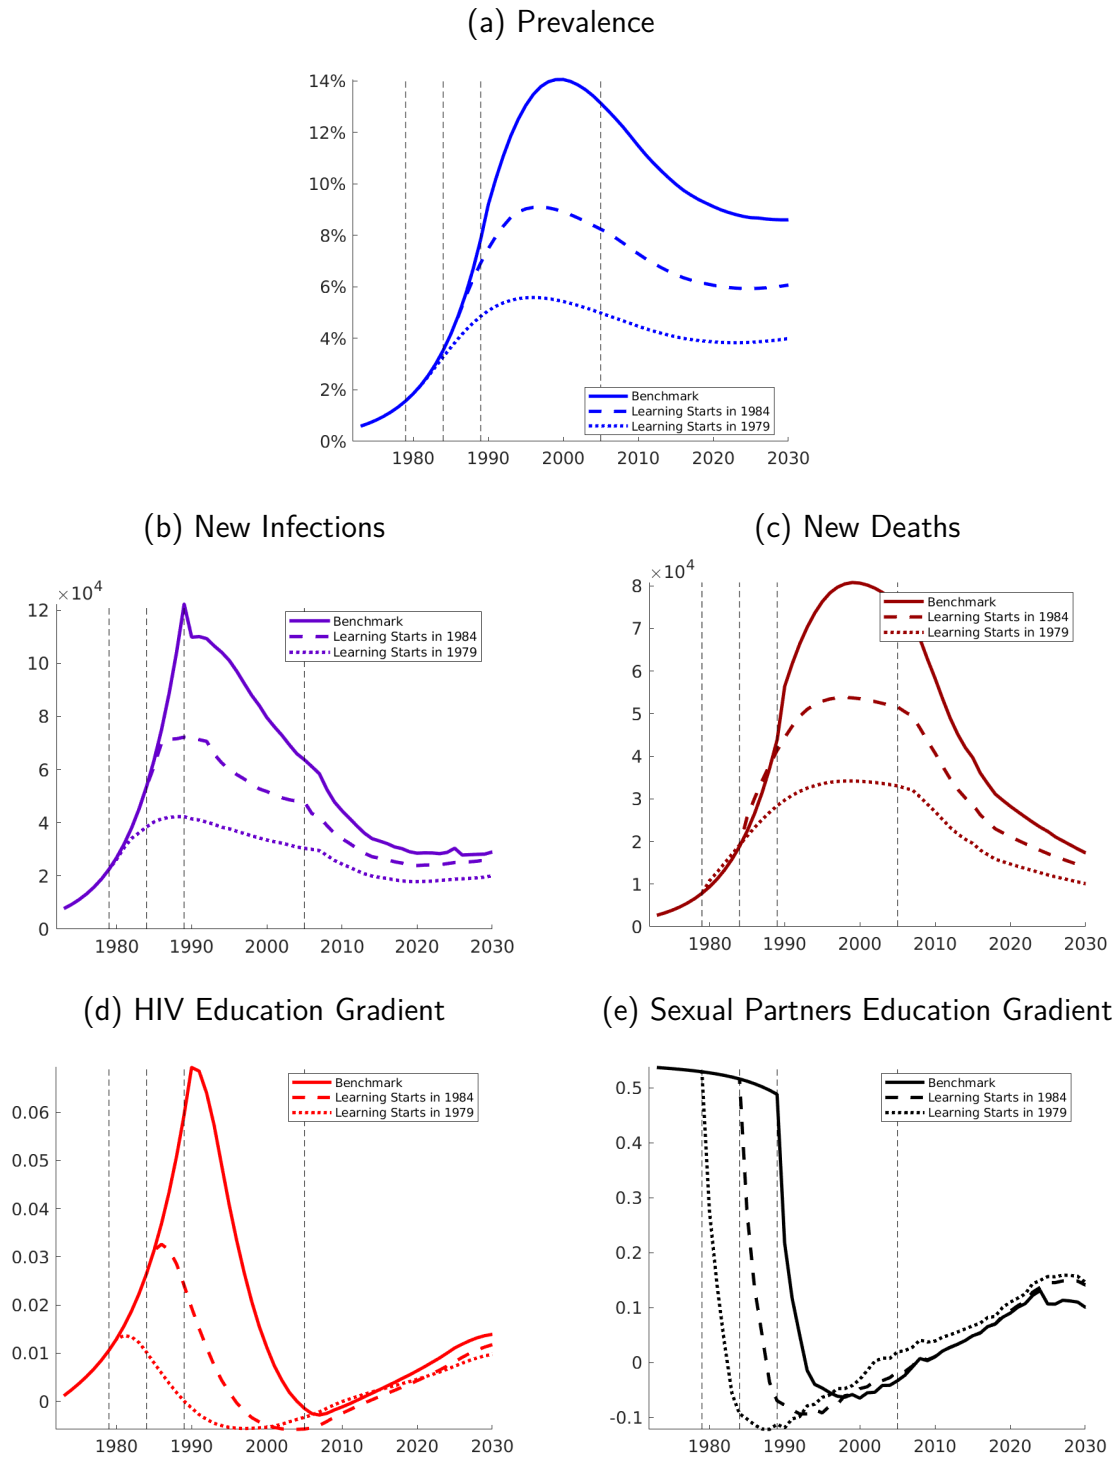 (a) Prevalence
14%
12%
10%
8%
6%
4%
2%
0%
Benchmark
Learning Starts in 1984
Learning Starts in 1979
1980 1990 2000 2010 2020 2030
(b) New Infections
×10^4
12
10
8
6
4
2
0
Benchmark
Learning Starts in 1984
Learning Starts in 1979
1980 1990 2000 2010 2020 2030
(c) New Deaths
×10^4
8
7
6
5
4
3
2
1
0
Benchmark
Learning Starts in 1984
Learning Starts in 1979
1980 1990 2000 2010 2020 2030
(d) HIV Education Gradient
0.06
0.05
0.04
0.03
0.02
0.01
0
Benchmark
Learning Starts in 1984
Learning Starts in 1979
1980 1990 2000 2010 2020 2030
(e) Sexual Partners Education Gradient
0.5
0.4
0.3
0.2
0.1
0
-0.1
Benchmark
Learning Starts in 1984
Learning Starts in 1979
1980 1990 2000 2010 2020 2030